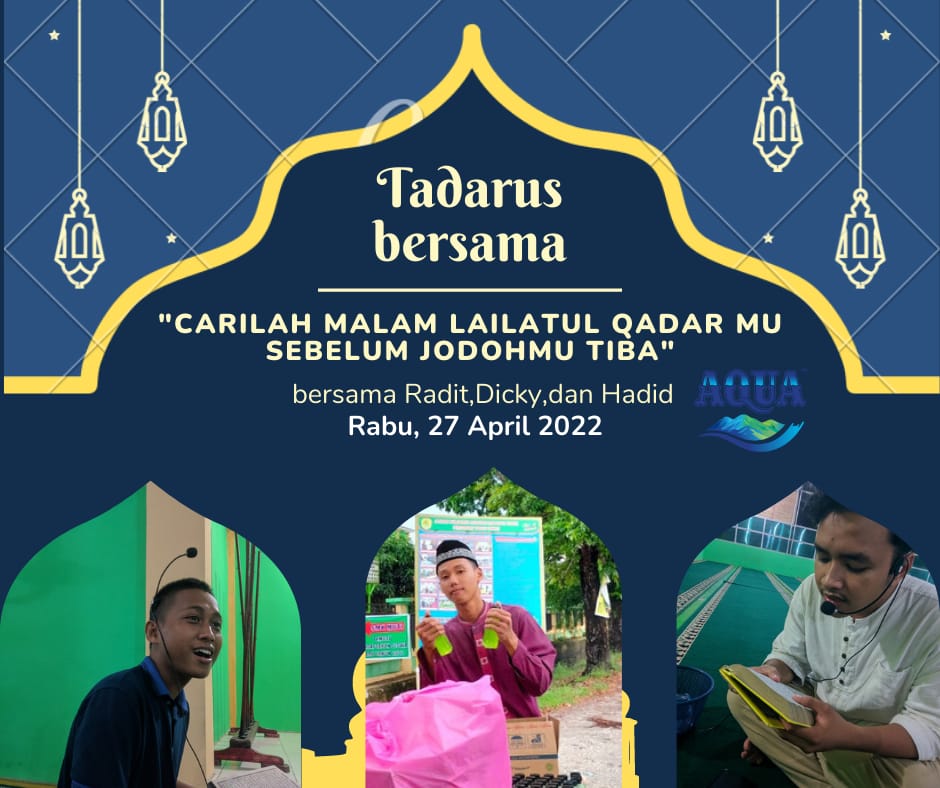 Tadarus
bersama
"CARILAH MALAM LAILATUL QADAR MU
SEBELUM JODOHMU TIBA"
bersama Radit,Dicky,dan Hadid
AQUA
Rabu, 27 April 2022